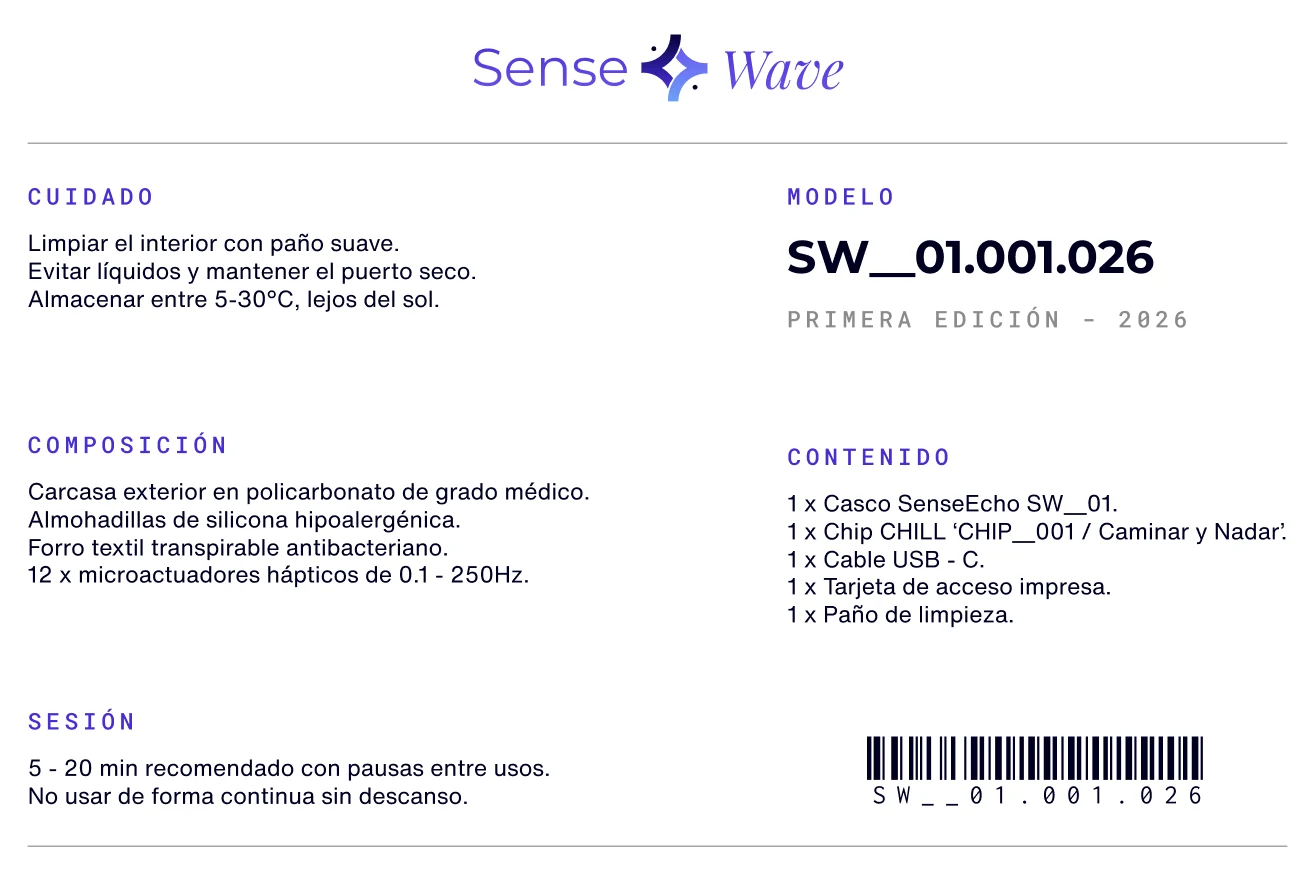 Sense Wave
CUIDADO
Limpiar el interior con paño suave.
Evitar líquidos y mantener el puerto seco.
Almacenar entre 5-30°C, lejos del sol.
MODELO
SW__01.001.026
PRIMERA EDICIÓN - 2026
COMPOSICIÓN
Carcasa exterior en policarbonato de grado médico.
Almohadillas de silicona hipoalergénica.
Forro textil transpirable antibacteriano.
12 x microactuadores hápticos de 0.1 - 250Hz.
CONTENIDO
1 x Casco SenseEcho SW__01.
1 x Chip CHILL ‘CHIP__001 / Caminar y Nadar’.
1 x Cable USB - C.
1 x Tarjeta de acceso impresa.
1 x Paño de limpieza.
SESIÓN
5 - 20 min recomendado con pausas entre usos.
No usar de forma continua sin descanso.
SW__01.001.026